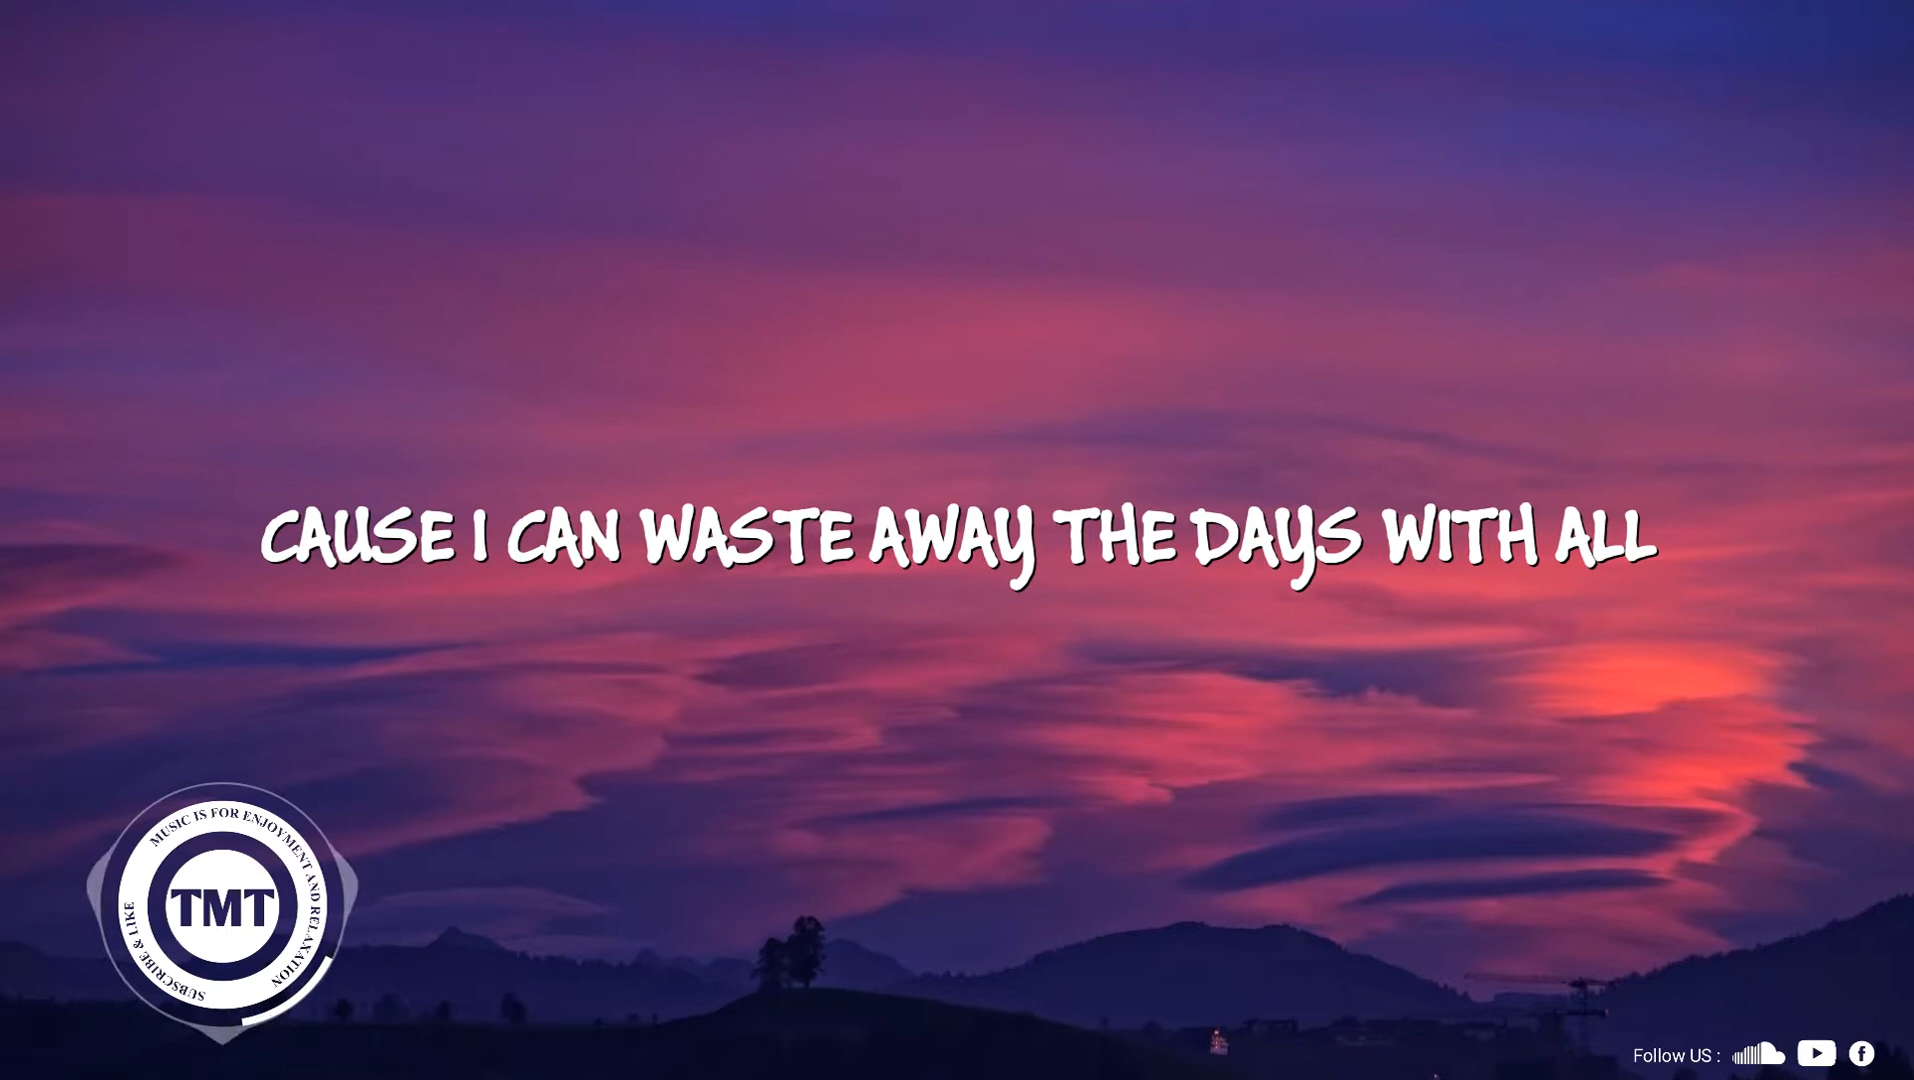 CAUSE I CAN WASTE AWAY THE DAYS WITH ALL
MUSIC IS FOR ENJOYMENT AND RELAXATION
TMT
SUBSCRIBE & LIKE
Follow US :